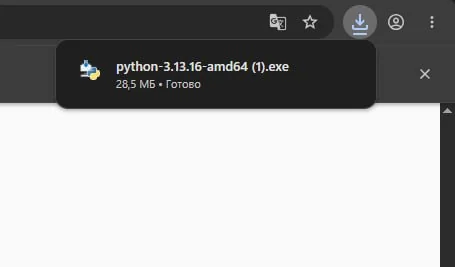 python-3.13.16-amd64 (1).exe
28,5 МБ • Готово